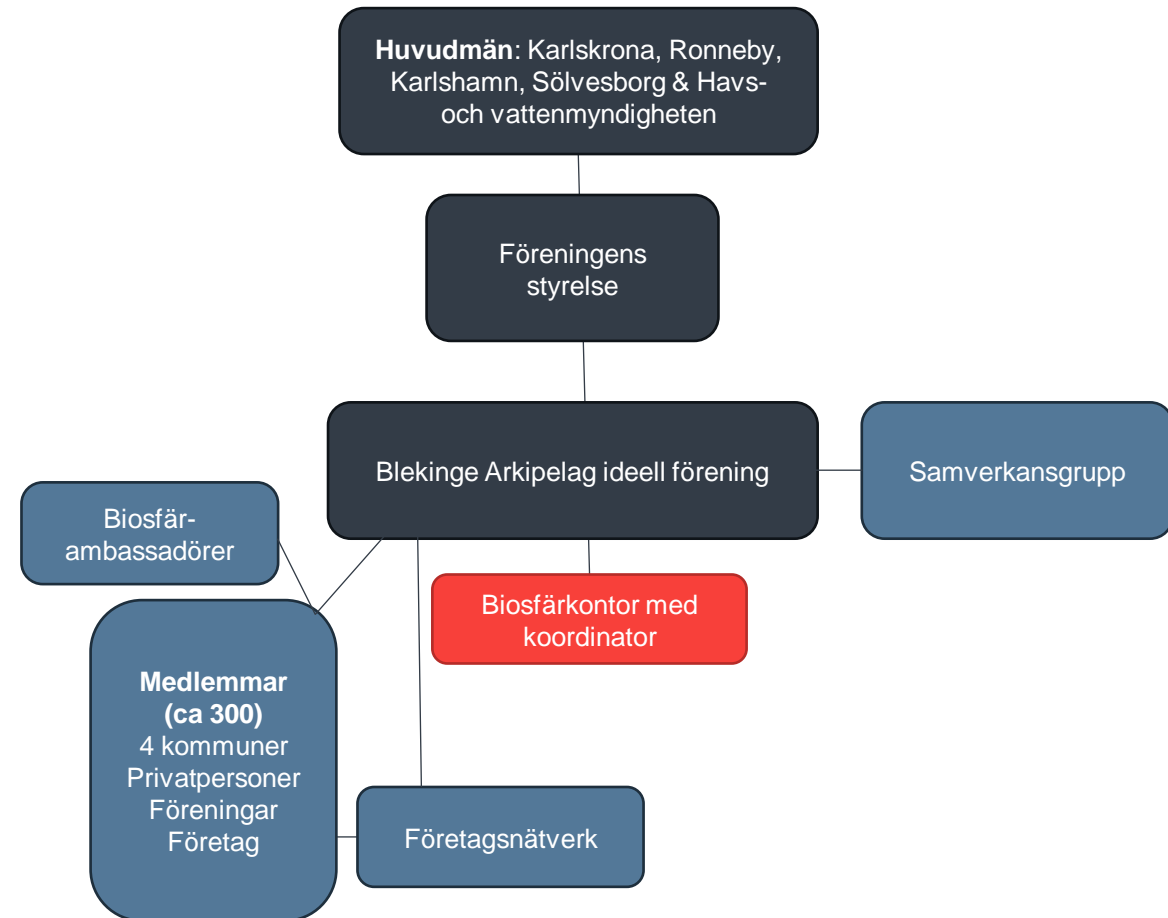 Huvudmän: Karlskrona, Ronneby,
Karlshamn, Sölvesborg & Havs-
och vattenmyndigheten
Föreningens
styrelse
Blekinge Arkipelag ideell förening
Samverkansgrupp
Biosfär-
ambassadörer
Biosfärkontor med
koordinator
Medlemmar
(ca 300)
4 kommuner
Privatpersoner
Föreningar
Företag
Företagsnätverk